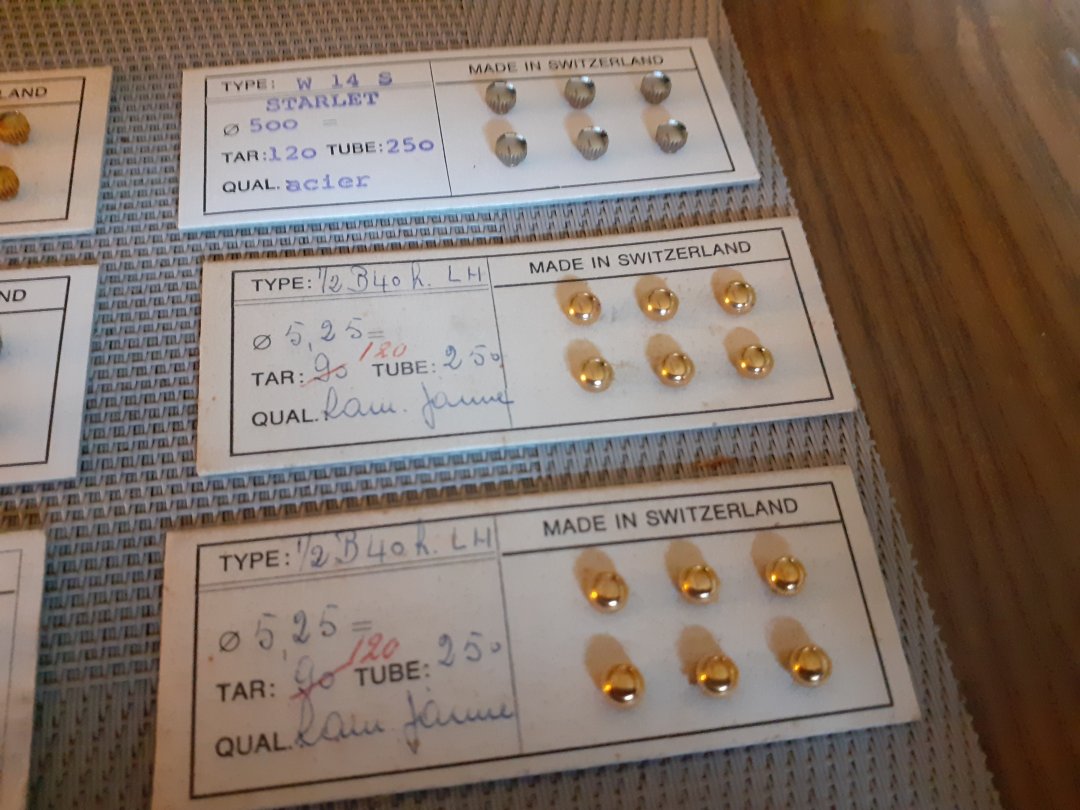 LAND
TYPE: W 14 S
STARLET
MADE IN SWITZERLAND
Ø 500 =
TAR: 120 TUBE: 250
QUAL. acier
ND
TYPE: 1/2 B40 h. LH
MADE IN SWITZERLAND
Ø 5,25 =
120
TAR: 90 TUBE: 250
QUAL. Lam. jaune
TYPE: 1/2 B40 h. LH
MADE IN SWITZERLAND
Ø 5,25 =
120
TAR: 90 TUBE: 250
QUAL. Lam. jaune